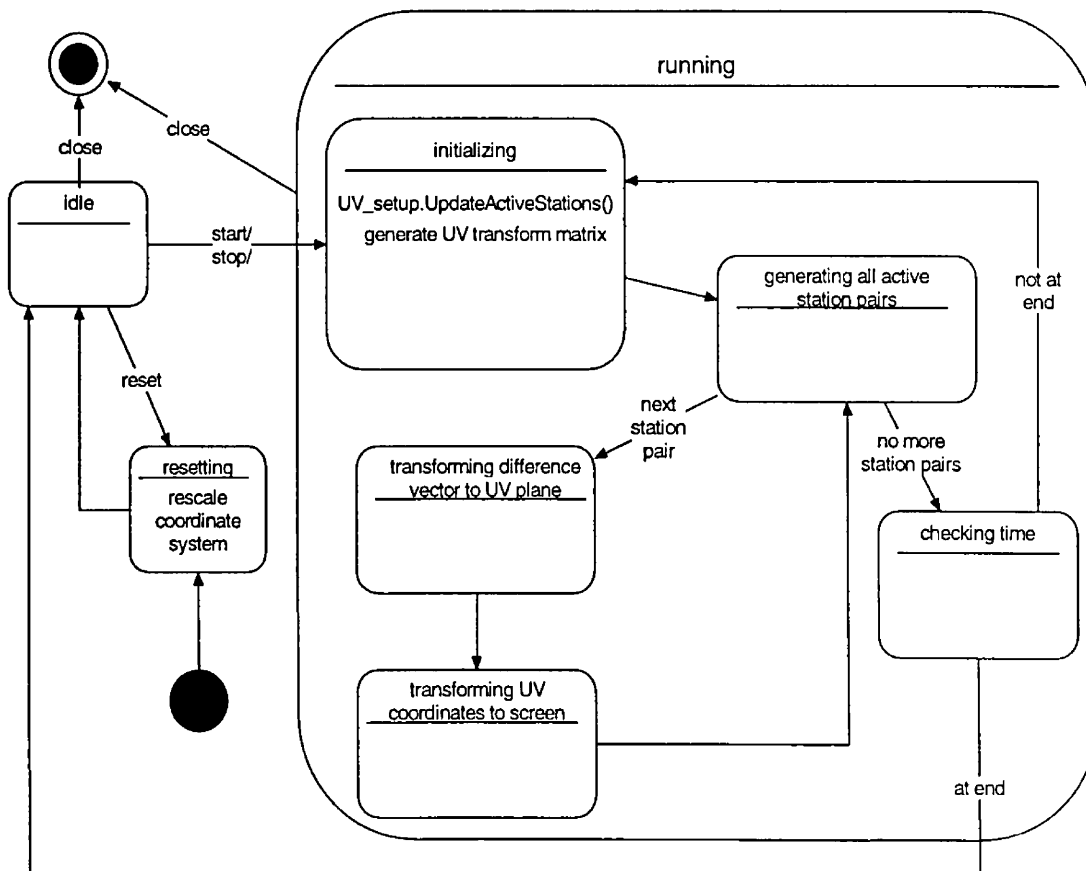 running
close
close
initializing
UV_setup.UpdateActiveStations()
generate UV transform matrix
idle
start/
stop/
generating all active
station pairs
not at
end
reset
next
station
pair
no more
station pairs
resetting
rescale
coordinate
system
transforming difference
vector to UV plane
checking time
transforming UV
coordinates to screen
at end